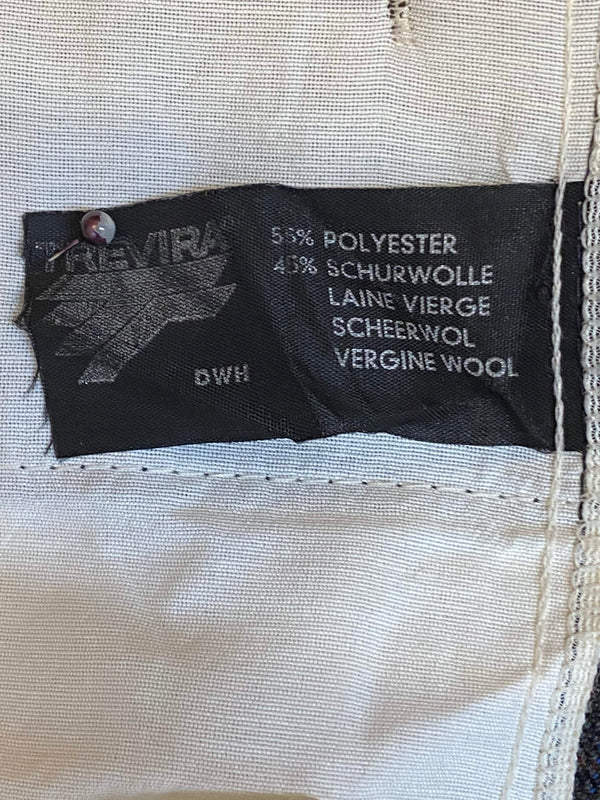 TREVIRA®
55% POLYESTER
45% SCHURWOLLE
LAINE VIERGE
SCHEERWOL
VERGINE WOOL
DWH